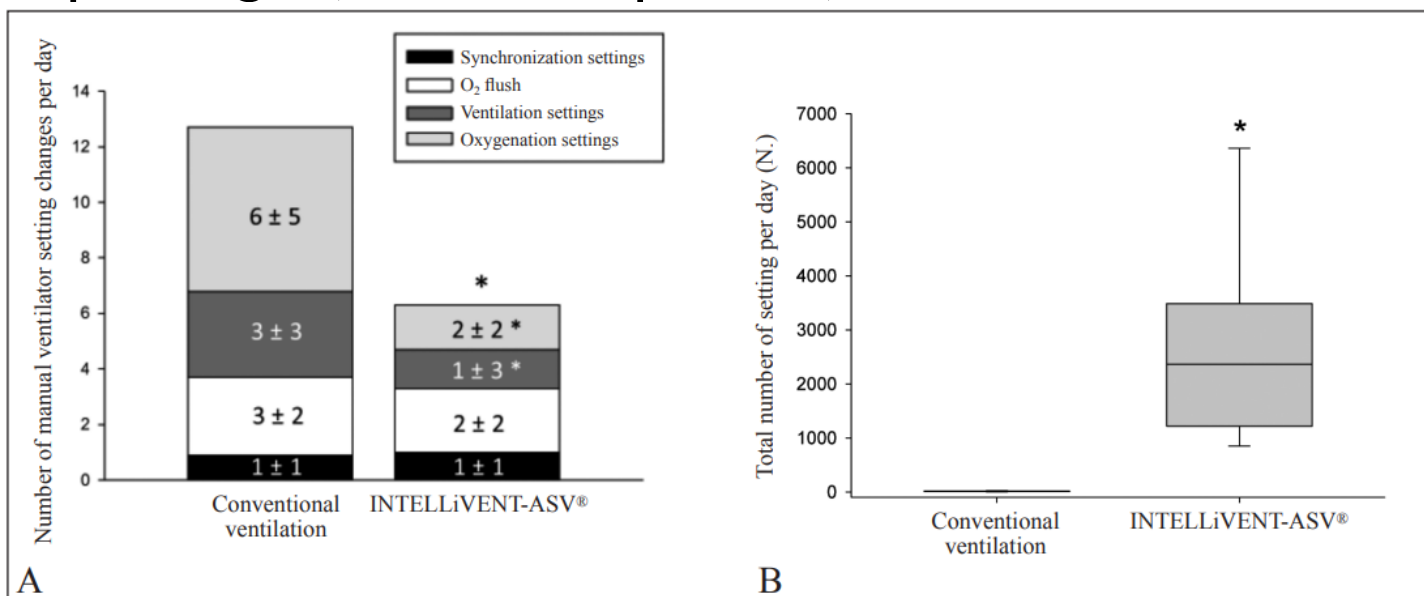 Number of manual ventilator setting changes per day
Synchronization settings
O₂ flush
Ventilation settings
Oxygenation settings
14
12
10
8
6
4
2
0
6 ± 5
3 ± 3
3 ± 2
1 ± 1
*
2 ± 2 *
1 ± 3 *
2 ± 2
1 ± 1
Conventional
ventilation
INTELLiVENT-ASV®
A
Total number of setting per day (N.)
7000
6000
5000
4000
3000
2000
1000
0
*
Conventional
ventilation
INTELLiVENT-ASV®
B